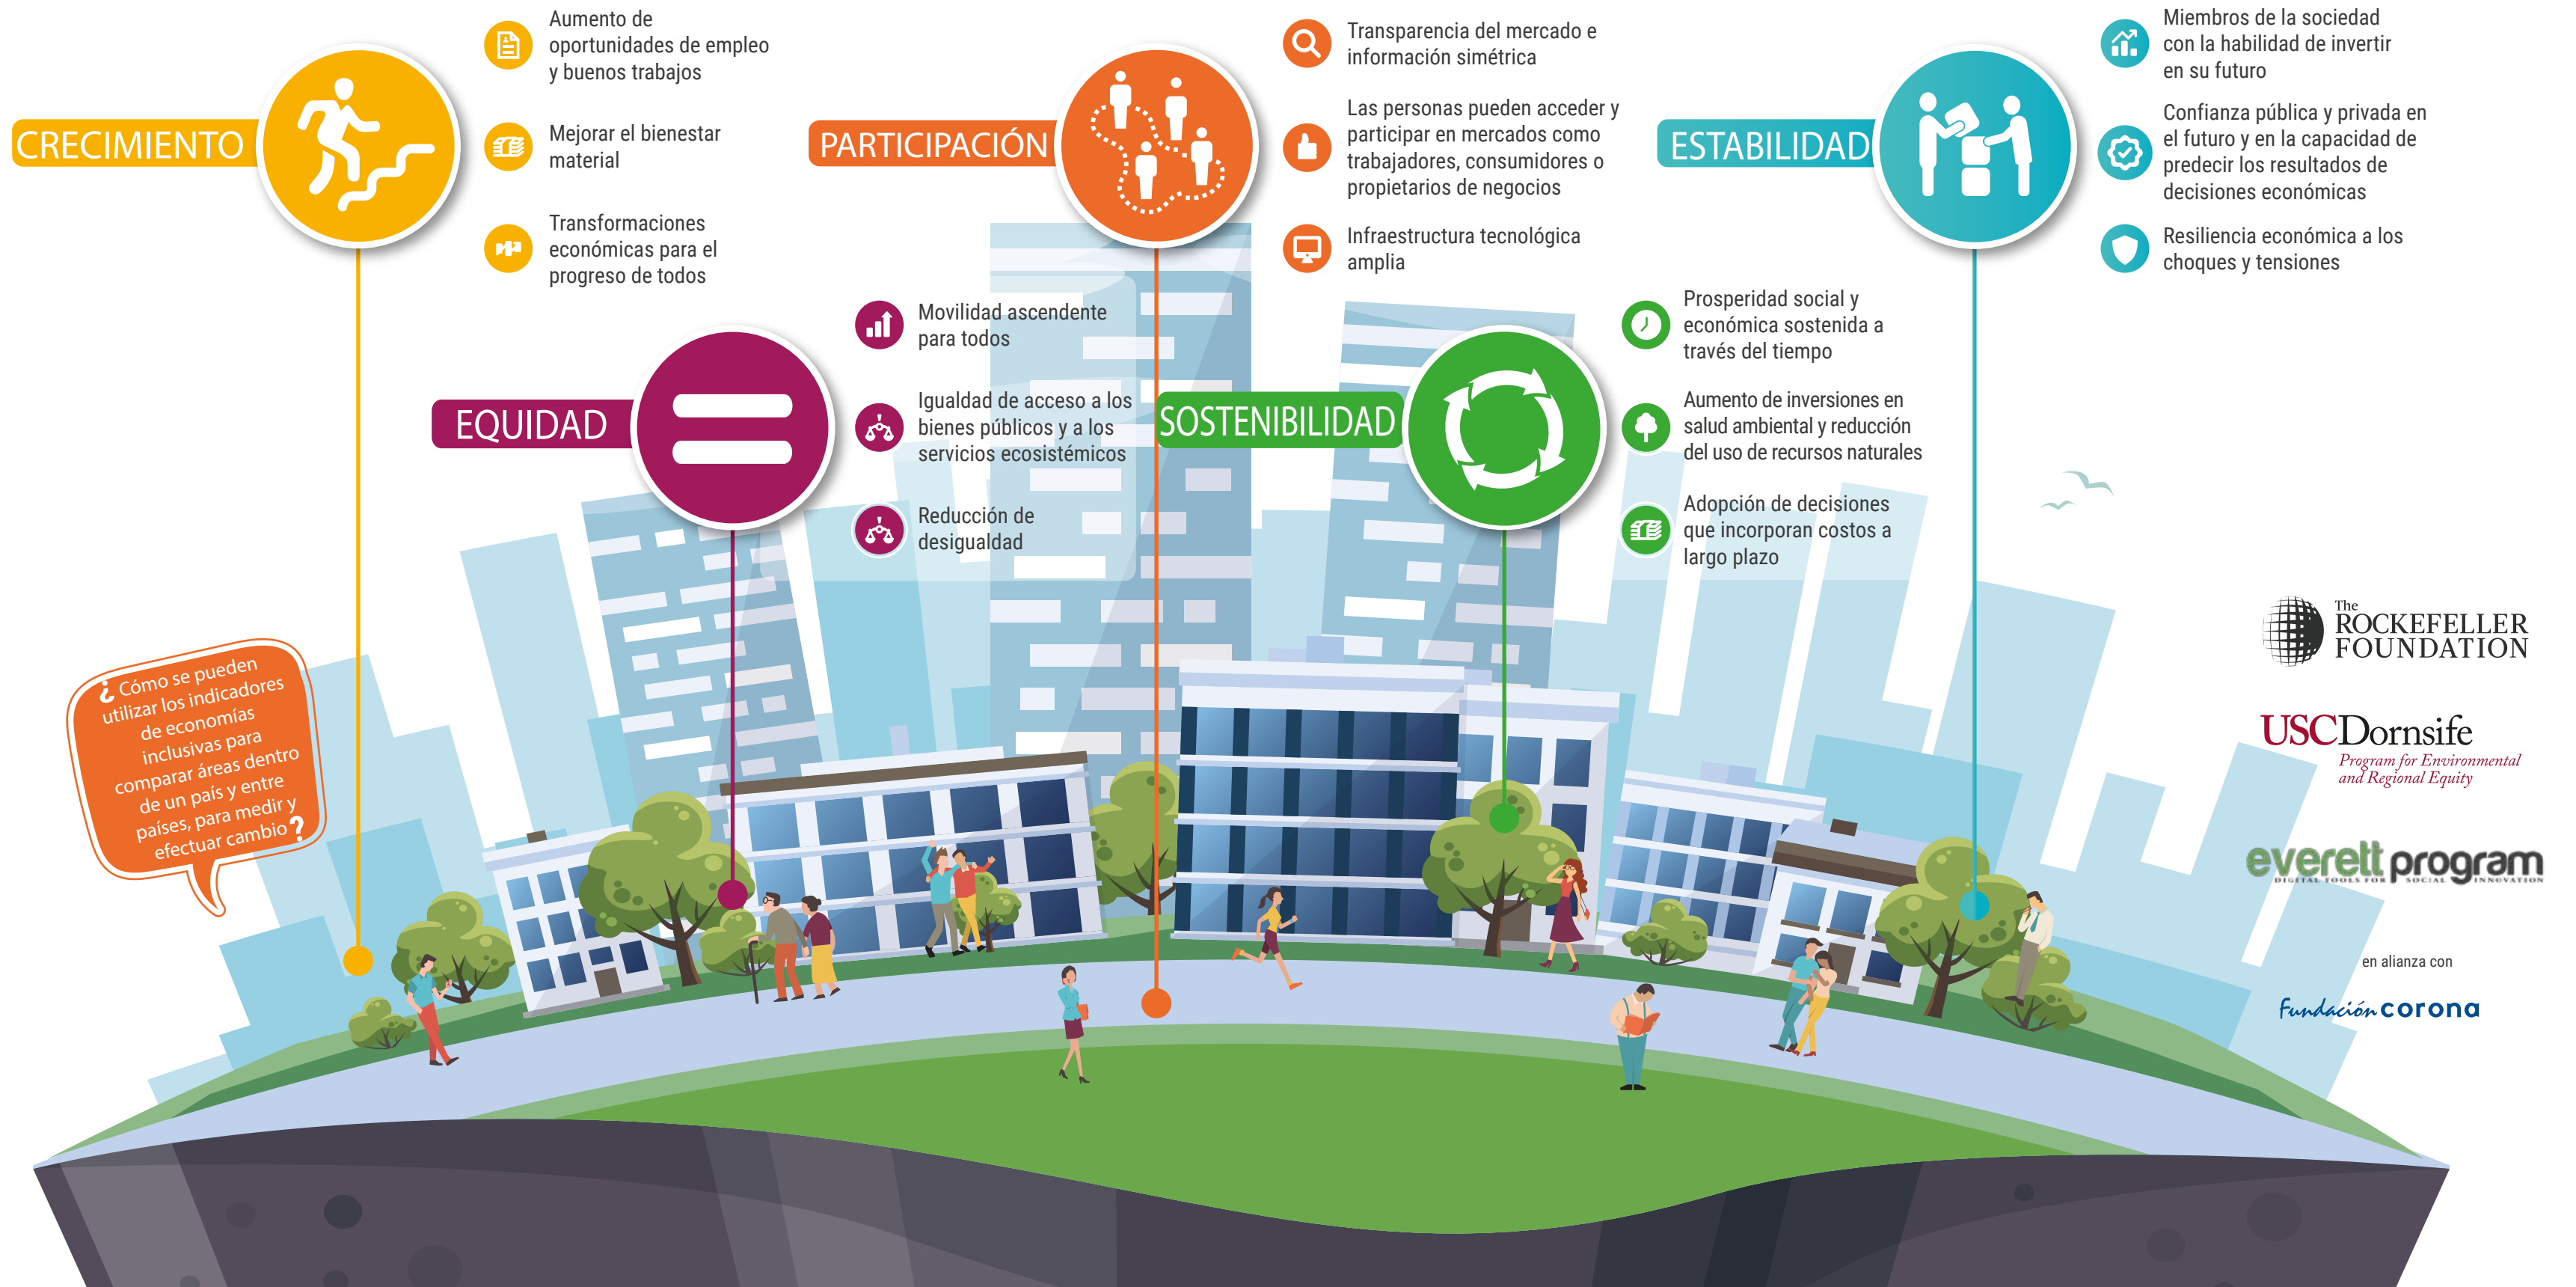 CRECIMIENTO
Aumento de
oportunidades de empleo
y buenos trabajos
Mejorar el bienestar
material
Transformaciones
económicas para el
progreso de todos
EQUIDAD
Movilidad ascendente
para todos
Igualdad de acceso a los
bienes públicos y a los
servicios ecosistémicos
Reducción de
desigualdad
PARTICIPACIÓN
Transparencia del mercado e
información simétrica
Las personas pueden acceder y
participar en mercados como
trabajadores, consumidores o
propietarios de negocios
Infraestructura tecnológica
amplia
SOSTENIBILIDAD
Prosperidad social y
económica sostenida a
través del tiempo
Aumento de inversiones en
salud ambiental y reducción
del uso de recursos naturales
Adopción de decisiones
que incorporan costos a
largo plazo
ESTABILIDAD
Miembros de la sociedad
con la habilidad de invertir
en su futuro
Confianza pública y privada en
el futuro y en la capacidad de
predecir los resultados de
decisiones económicas
Resiliencia económica a los
choques y tensiones
¿Cómo se pueden
utilizar los indicadores
de economías
inclusivas para
comparar áreas dentro
de un país y entre
países, para medir y
efectuar cambio?
The
ROCKEFELLER
FOUNDATION
USCDornsife
Program for Environmental
and Regional Equity
everett program
DIGITAL TOOLS FOR SOCIAL INNOVATION
en alianza con
Fundación corona